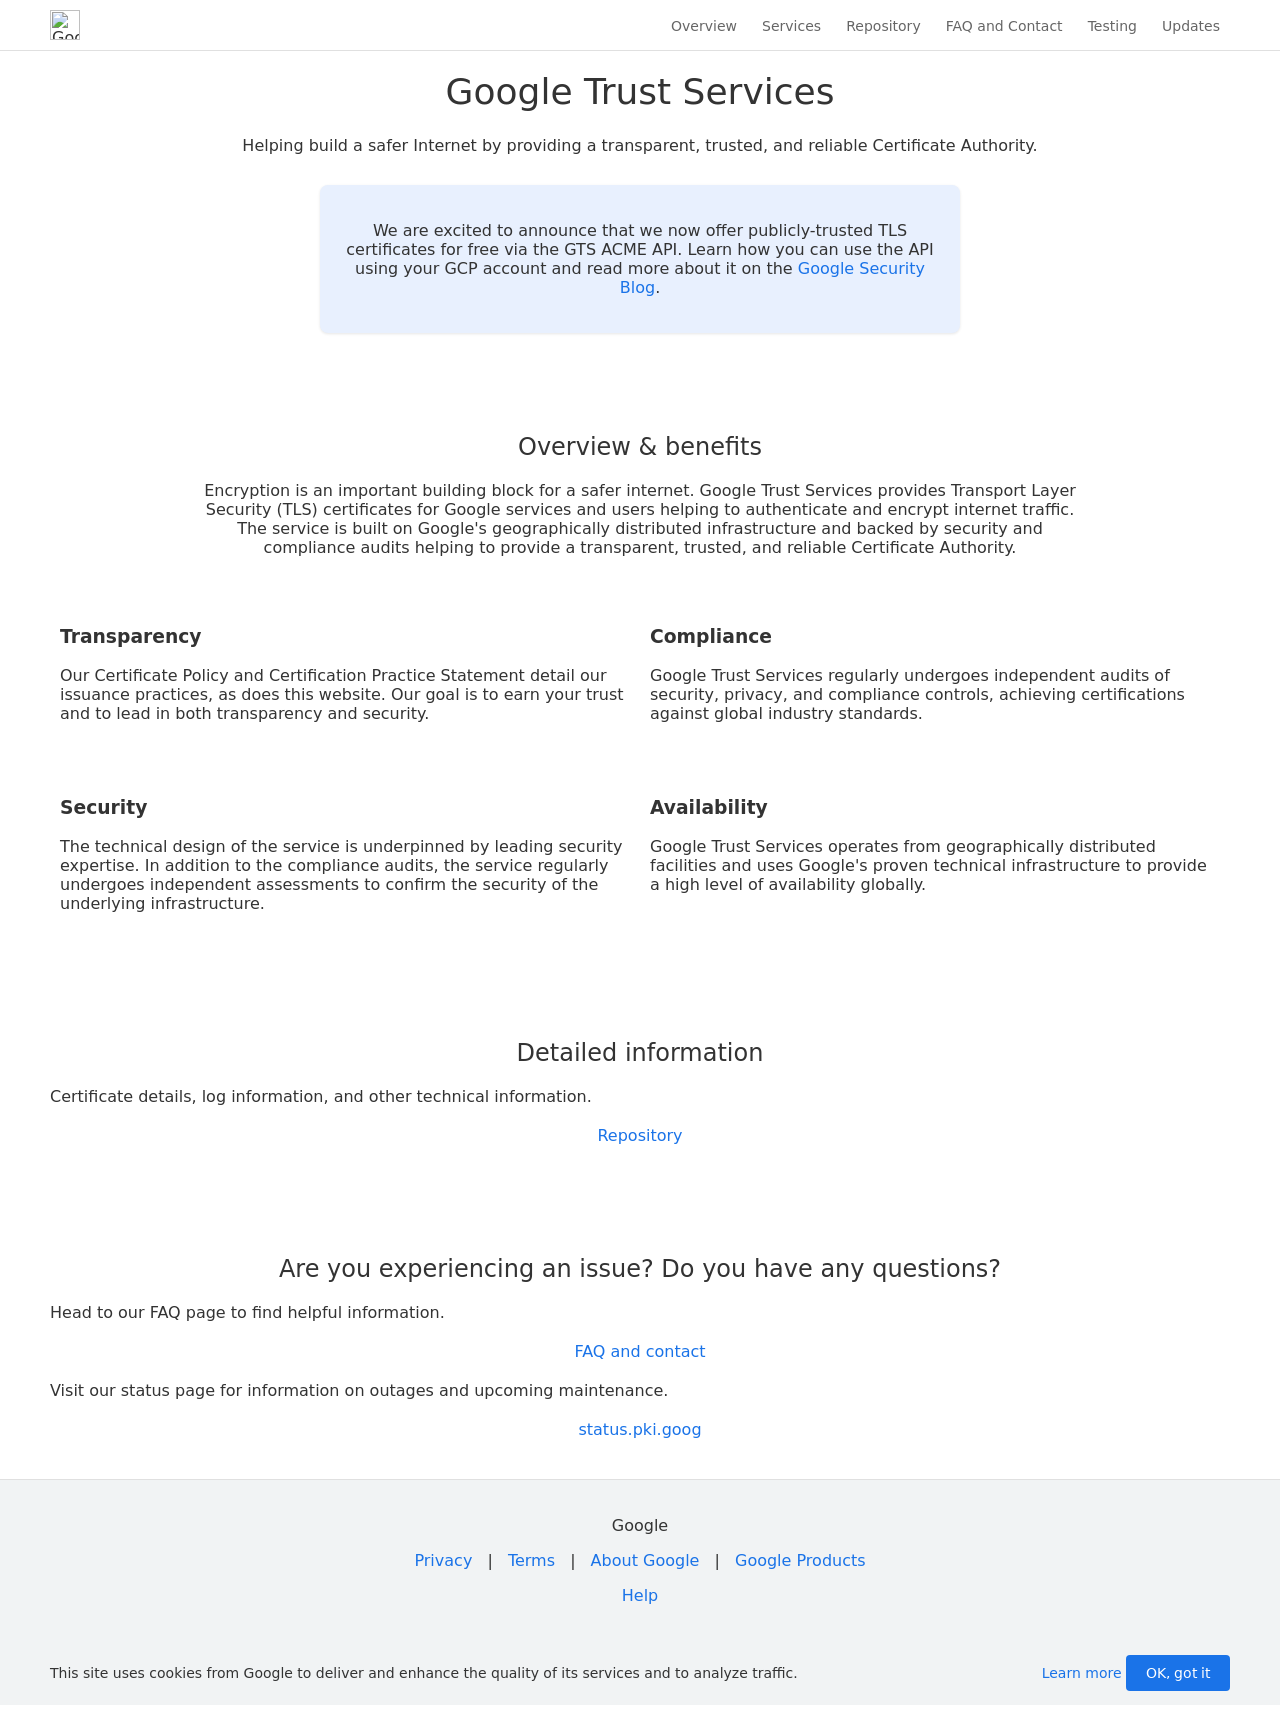 Overview Services Repository FAQ and Contact Testing Updates
Google Trust Services
Helping build a safer Internet by providing a transparent, trusted, and reliable Certificate Authority.
We are excited to announce that we now offer publicly-trusted TLS
certificates for free via the GTS ACME API. Learn how you can use the API
using your GCP account and read more about it on the Google Security
Blog.
Overview & benefits
Encryption is an important building block for a safer internet. Google Trust Services provides Transport Layer
Security (TLS) certificates for Google services and users helping to authenticate and encrypt internet traffic.
The service is built on Google's geographically distributed infrastructure and backed by security and
compliance audits helping to provide a transparent, trusted, and reliable Certificate Authority.
Transparency
Our Certificate Policy and Certification Practice Statement detail our
issuance practices, as does this website. Our goal is to earn your trust
and to lead in both transparency and security.
Compliance
Google Trust Services regularly undergoes independent audits of
security, privacy, and compliance controls, achieving certifications
against global industry standards.
Security
The technical design of the service is underpinned by leading security
expertise. In addition to the compliance audits, the service regularly
undergoes independent assessments to confirm the security of the
underlying infrastructure.
Availability
Google Trust Services operates from geographically distributed
facilities and uses Google's proven technical infrastructure to provide
a high level of availability globally.
Detailed information
Certificate details, log information, and other technical information.
Repository
Are you experiencing an issue? Do you have any questions?
Head to our FAQ page to find helpful information.
FAQ and contact
Visit our status page for information on outages and upcoming maintenance.
status.pki.goog
Google
Privacy | Terms | About Google | Google Products
Help
This site uses cookies from Google to deliver and enhance the quality of its services and to analyze traffic. Learn more OK, got it